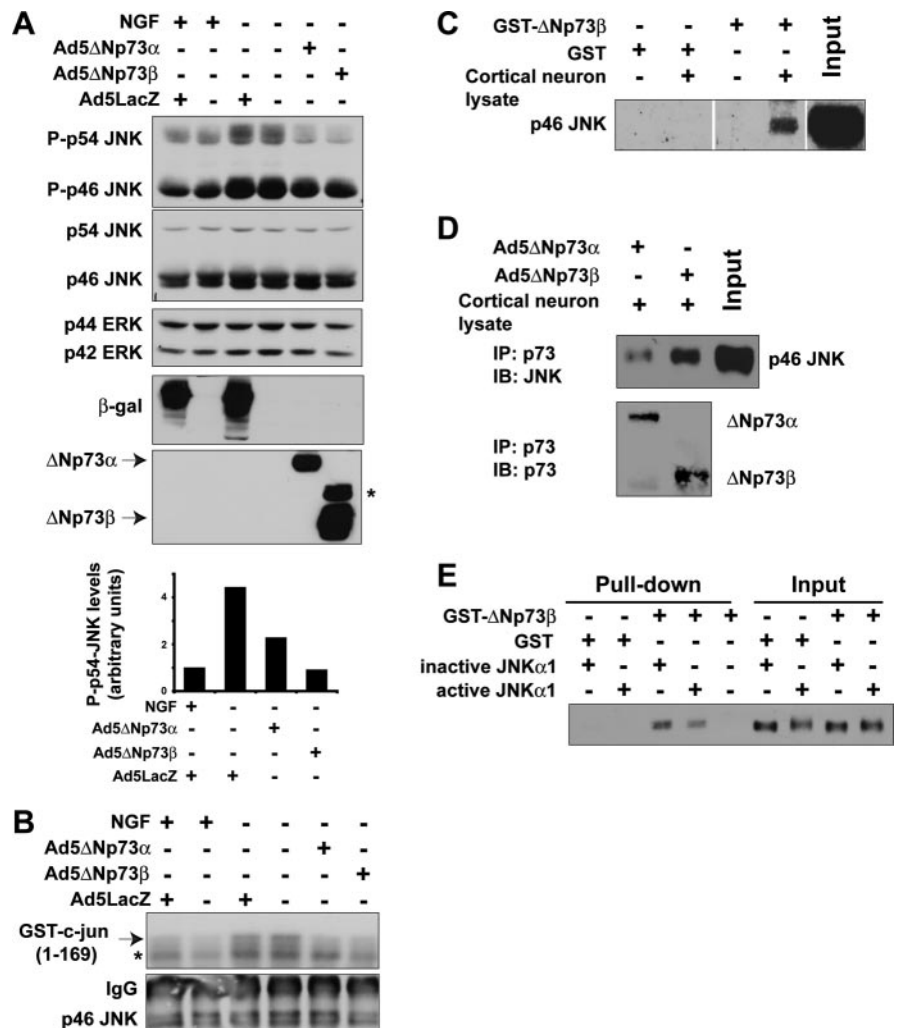 A
NGF + + - - - -
Ad5ΔNp73α - - - - + -
Ad5ΔNp73β - - - - - +
Ad5LacZ + - + - - -
P-p54 JNK
P-p46 JNK
p54 JNK
p46 JNK
p44 ERK
p42 ERK
β-gal
ΔNp73α
*
ΔNp73β
P-p54-JNK levels
(arbitrary units)
4
2
0
NGF + - - -
Ad5ΔNp73α - - + -
Ad5ΔNp73β - - - +
Ad5LacZ + + - -
B
NGF + + - - - -
Ad5ΔNp73α - - - - + -
Ad5ΔNp73β - - - - - +
Ad5LacZ + - + - - -
GST-c-jun
(1-169) *
IgG
p46 JNK
C
GST-ΔNp73β - - + + Input
GST + + - -
Cortical neuron - + - +
lysate
p46 JNK
D
Ad5ΔNp73α + - Input
Ad5ΔNp73β - +
Cortical neuron + +
lysate
IP: p73
IB: JNK
p46 JNK
IP: p73
IB: p73
ΔNp73α
ΔNp73β
E
Pull-down Input
GST-ΔNp73β - - + + + - - + +
GST + + - - - + + - -
inactive JNKα1 + - + - - + - + -
active JNKα1 - + - + - - + - +